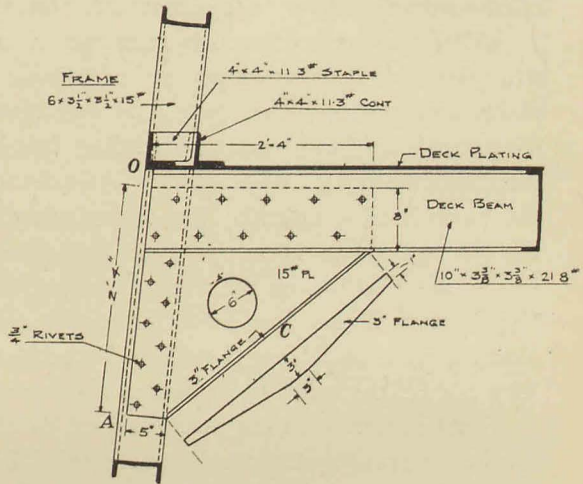 FRAME
6 × 3½" × 3½" × 15#
4" × 4" × 11·3# STAPLE
4" × 4" × 11·3# CONT
O
2'-4"
DECK PLATING
8"
DECK BEAM
10" × 3⅜" × 3⅜" × 21·8#
15# PL
6"
3" FLANGE
C
3" FLANGE
3"
3"
¾ RIVETS
A
5"